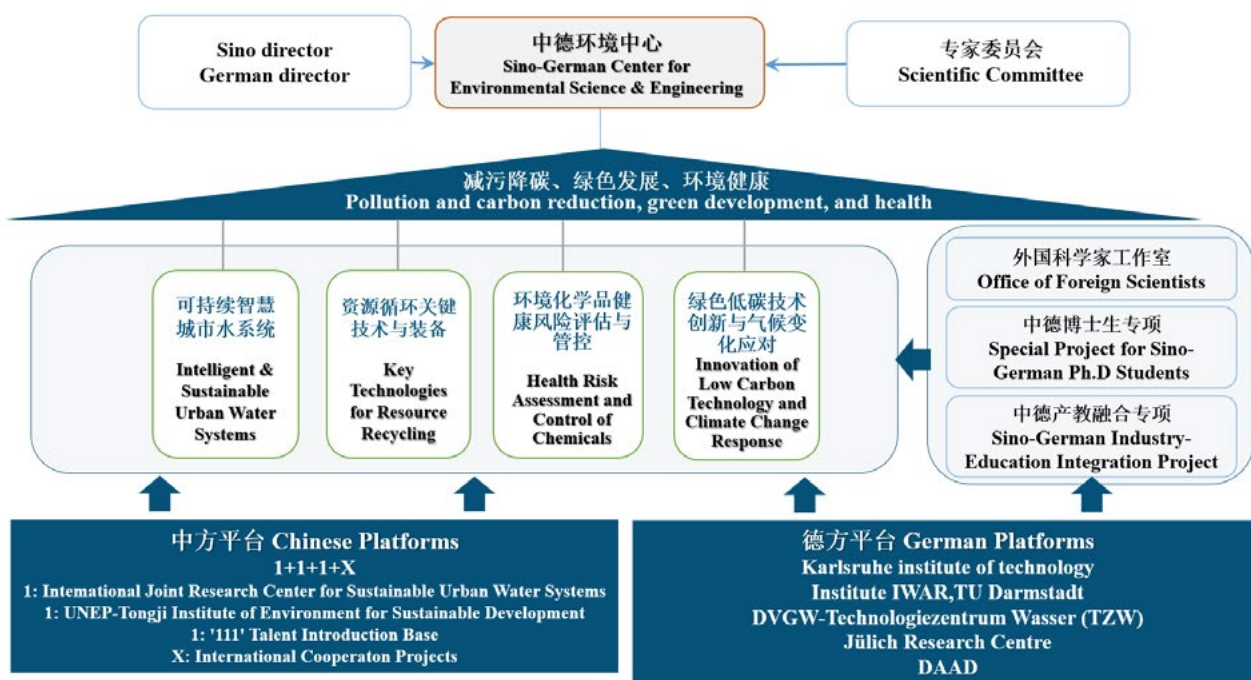 Sino director
German director
中德环境中心
Sino-German Center for
Environmental Science & Engineering
专家委员会
Scientific Committee
减污降碳、绿色发展、环境健康
Pollution and carbon reduction, green development, and health
可持续智慧
城市水系统
Intelligent &
Sustainable
Urban Water
Systems
资源循环关键
技术与装备
Key
Technologies
for Resource
Recycling
环境化学品健
康风险评估与
管控
Health Risk
Assessment and
Control of
Chemicals
绿色低碳技术
创新与气候变
化应对
Innovation of
Low Carbon
Technology and
Climate Change
Response
外国科学家工作室
Office of Foreign Scientists
中德博士生专项
Special Project for Sino-
German Ph.D Students
中德产教融合专项
Sino-German Industry-
Education Integration Project
中方平台 Chinese Platforms
1+1+1+X
1: International Joint Research Center for Sustainable Urban Water Systems
1: UNEP-Tongji Institute of Environment for Sustainable Development
1: '111' Talent Introduction Base
X: International Cooperaton Projects
德方平台 German Platforms
Karlsruhe institute of technology
Institute IWAR,TU Darmstadt
DVGW-Technologiezentrum Wasser (TZW)
Jülich Research Centre
DAAD